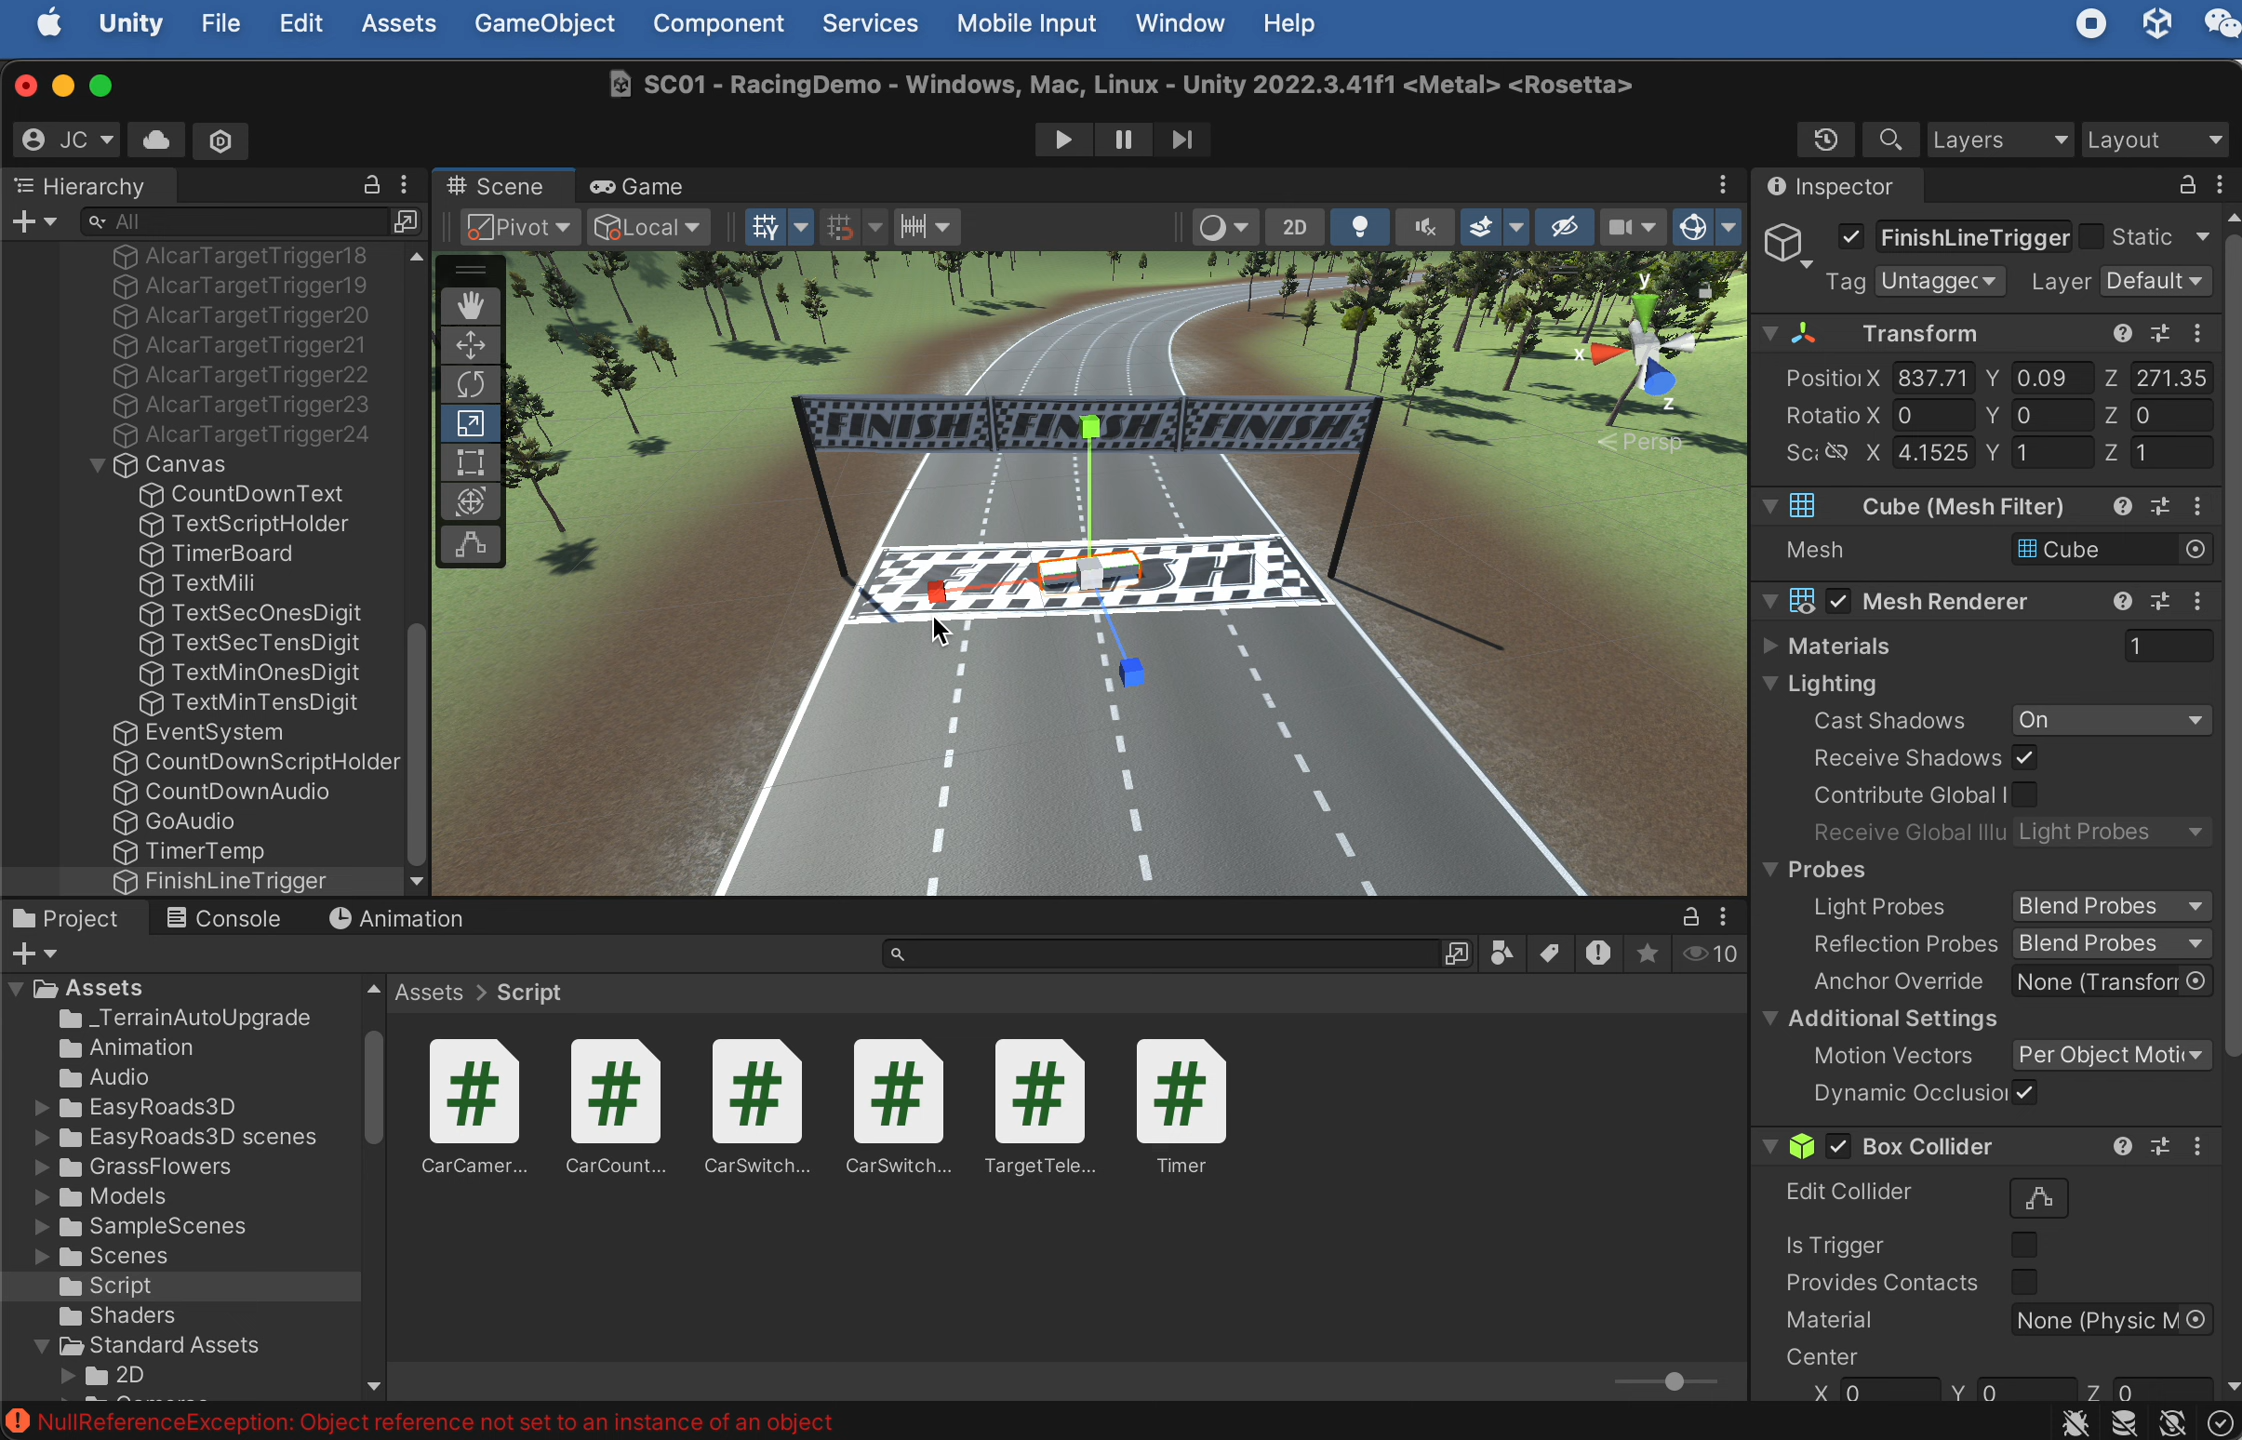 Unity File Edit Assets GameObject Component Services Mobile Input Window Help
SC01 - RacingDemo - Windows, Mac, Linux - Unity 2022.3.41f1 <Metal> <Rosetta>
JC
Layers
Layout
Hierarchy
All
AIcarTargetTrigger18
AIcarTargetTrigger19
AIcarTargetTrigger20
AIcarTargetTrigger21
AIcarTargetTrigger22
AIcarTargetTrigger23
AIcarTargetTrigger24
Canvas
CountDownText
TextScriptHolder
TimerBoard
TextMili
TextSecOnesDigit
TextSecTensDigit
TextMinOnesDigit
TextMinTensDigit
EventSystem
CountDownScriptHolder
CountDownAudio
GoAudio
TimerTemp
FinishLineTrigger
Scene
Game
Pivot
Local
2D
y
x
z
Persp
FINISH FINISH FINISH
FINISH
Inspector
FinishLineTrigger
Static
Tag Untagged
Layer Default
Transform
Position X 837.71 Y 0.09 Z 271.35
Rotatio X 0 Y 0 Z 0
Sc X 4.1525 Y 1 Z 1
Cube (Mesh Filter)
Mesh Cube
Mesh Renderer
Materials 1
Lighting
Cast Shadows On
Receive Shadows
Contribute Global I
Receive Global Illu Light Probes
Probes
Light Probes Blend Probes
Reflection Probes Blend Probes
Anchor Override None (Transfor
Additional Settings
Motion Vectors Per Object Moti
Dynamic Occlusio
Box Collider
Edit Collider
Is Trigger
Provides Contacts
Material None (Physic M
Center
X 0 Y 0 Z 0
Project
Console
Animation
10
Assets
_TerrainAutoUpgrade
Animation
Audio
EasyRoads3D
EasyRoads3D scenes
GrassFlowers
Models
SampleScenes
Scenes
Script
Shaders
Standard Assets
2D
Assets > Script
CarCamer...
CarCount...
CarSwitch...
CarSwitch...
TargetTele...
Timer
NullReferenceException: Object reference not set to an instance of an object